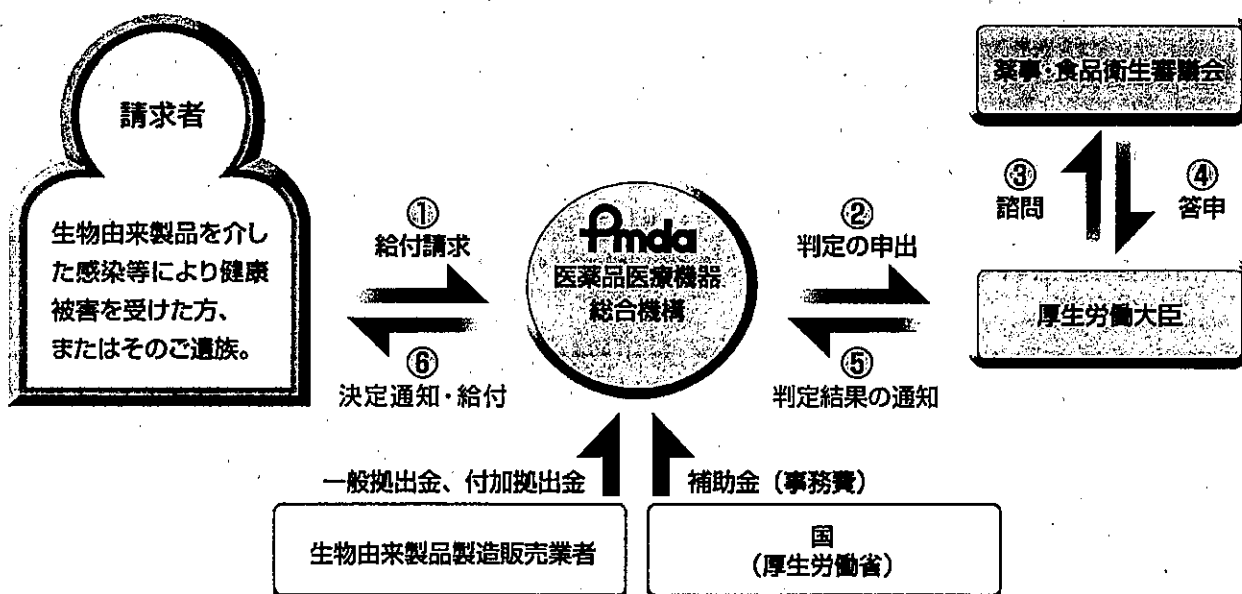 請求者
生物由来製品を介し
た感染等により健康
被害を受けた方、
またはそのご遺族。
①
給付請求
⑥
決定通知・給付
Pmda
医薬品医療機器
総合機構
②
判定の申出
⑤
判定結果の通知
薬事・食品衛生審議会
③
諮問
④
答申
厚生労働大臣
一般拠出金、付加拠出金
補助金（事務費）
生物由来製品製造販売業者
国
（厚生労働省）